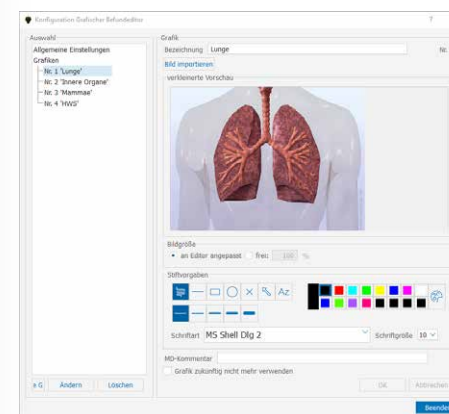 Konfiguration Grafischer Befundeditor
?
Auswahl
Allgemeine Einstellungen
Grafiken
Nr. 1 'Lunge'
Nr. 2 'Innere Organe'
Nr. 3 'Mammae'
Nr. 4 'HWS'
Grafik
Bezeichnung Lunge Nr.
Bild importieren
verkleinerte Vorschau
Bildgröße
an Editor angepasst frei: 100 %
Stiftvorgaben
Az
Schriftart MS Shell Dlg 2 Schriftgröße 10
MD-Kommentar
Grafik zukünftig nicht mehr verwenden
e G Ändern Löschen OK Abbrechen
Beenden